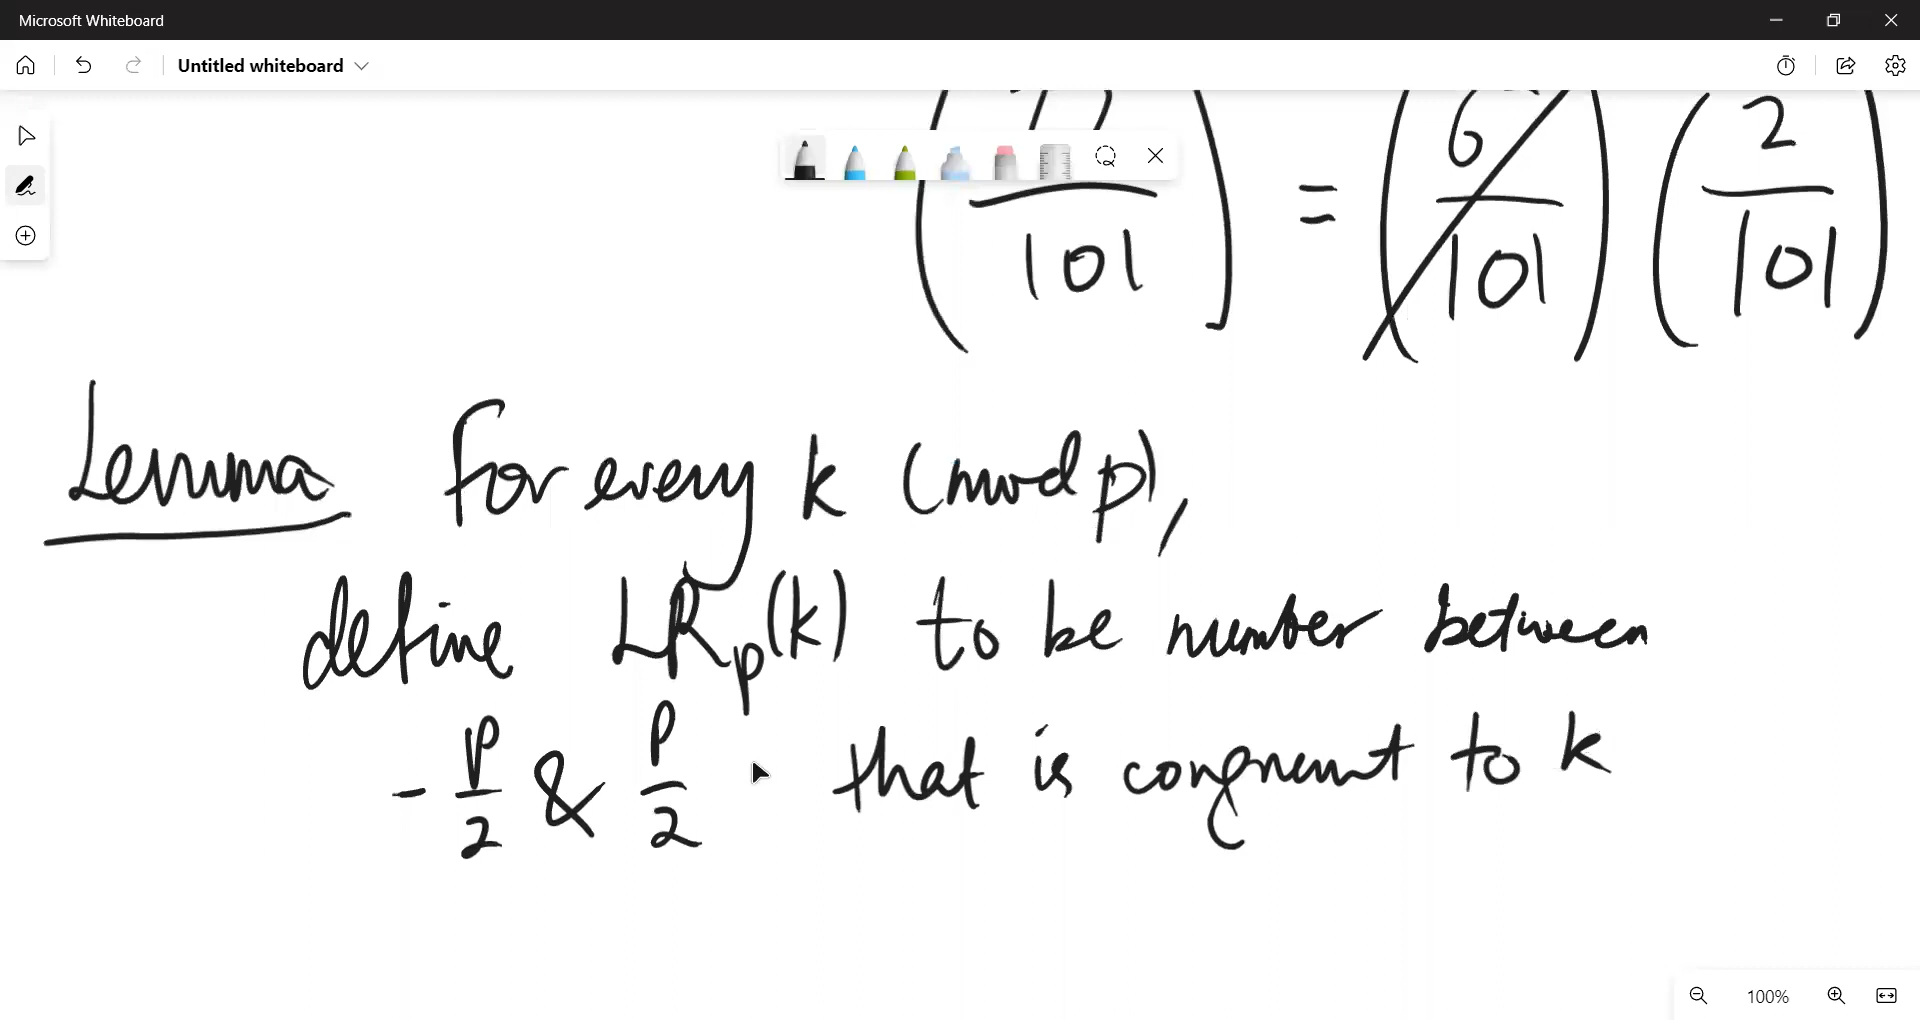 Microsoft Whiteboard
Untitled whiteboard
101 = 6/101 2/101
Lemma For every k (mod p),
define LRp(k) to be number between
- p/2 & p/2 that is congruent to k
100%